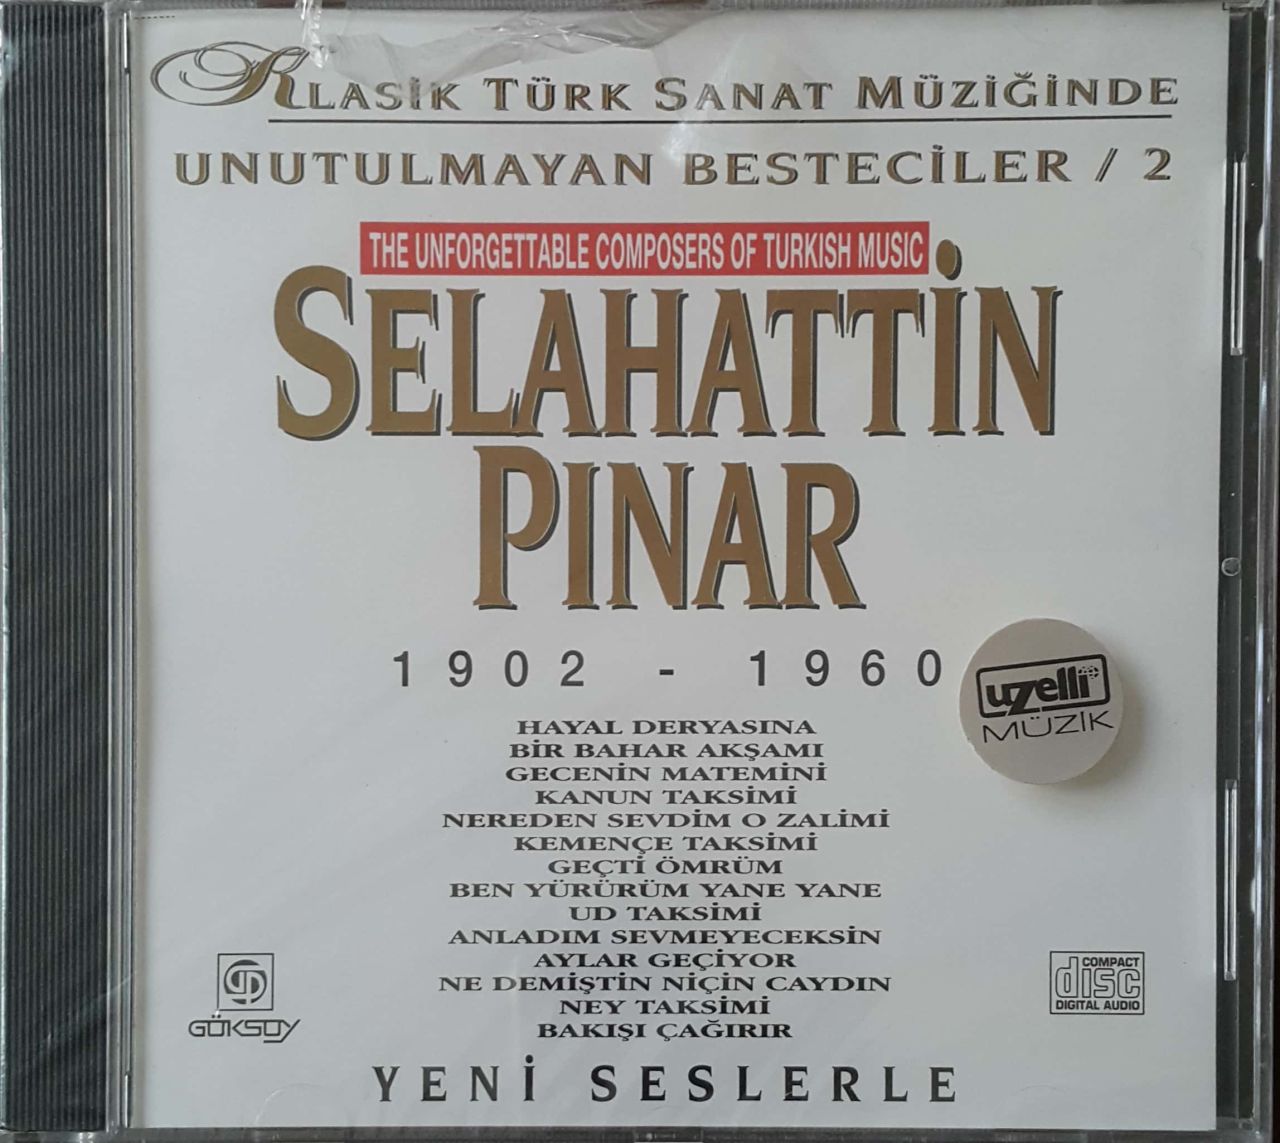 KLASİK TÜRK SANAT MÜZİĞİNDE
UNUTULMAYAN BESTECİLER / 2
THE UNFORGETTABLE COMPOSERS OF TURKISH MUSIC
SELAHATTİN
PINAR
1902 - 1960
uzelli
MÜZİK
HAYAL DERYASINA
BİR BAHAR AKŞAMI
GECENİN MATEMİNİ
KANUN TAKSİMİ
NEREDEN SEVDİM O ZALİMİ
KEMENÇE TAKSİMİ
GEÇTİ ÖMRÜM
BEN YÜRÜRÜM YANE YANE
UD TAKSİMİ
ANLADIM SEVMEYECEKSİN
AYLAR GEÇİYOR
NE DEMİŞTİN NİÇİN CAYDIN
NEY TAKSİMİ
BAKIŞI ÇAĞIRIR
GÖKSOY
COMPACT
disc
DIGITAL AUDIO
YENİ SESLERLE